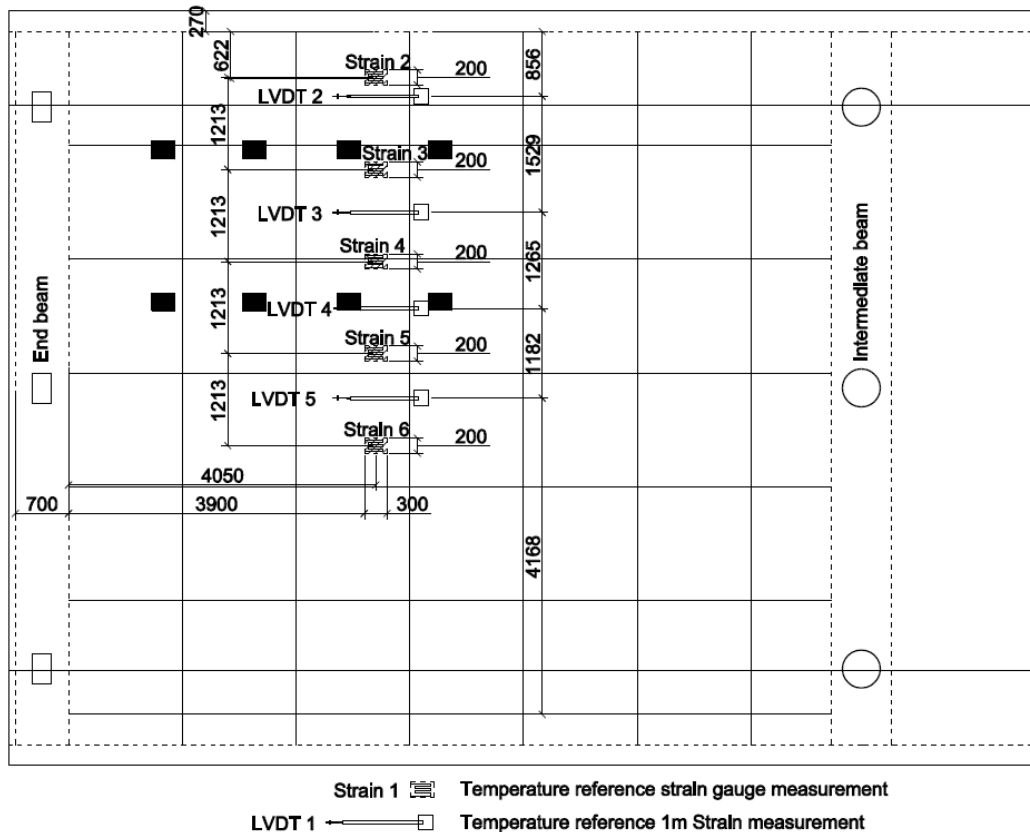 270
622
Strain 2
200
856
LVDT 2
1213
Strain 3
200
1529
LVDT 3
1213
Strain 4
200
1265
End beam
Intermediate beam
LVDT 4
1213
Strain 5
200
1182
LVDT 5
1213
Strain 6
200
4050
700
3900
300
4168
Strain 1
Temperature reference strain gauge measurement
LVDT 1
Temperature reference 1m Strain measurement